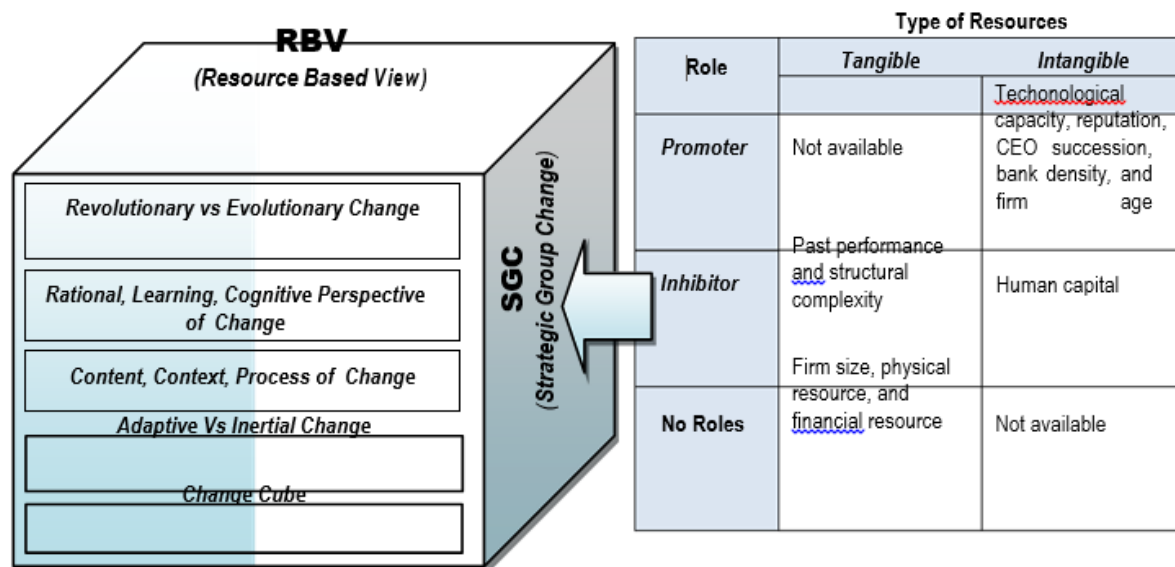 RBV
(Resource Based View)
Revolutionary vs Evolutionary Change
Rational, Learning, Cognitive Perspective
of Change
Content, Context, Process of Change
Adaptive Vs Inertial Change
Change Cube
SGC
(Strategic Group Change)
Type of Resources
Role
Tangible
Intangible
Promoter
Not available
Techonological
capacity, reputation,
CEO succession,
bank density, and
firm age
Inhibitor
Past performance
and structural
complexity
Human capital
No Roles
Firm size, physical
resource, and
financial resource
Not available